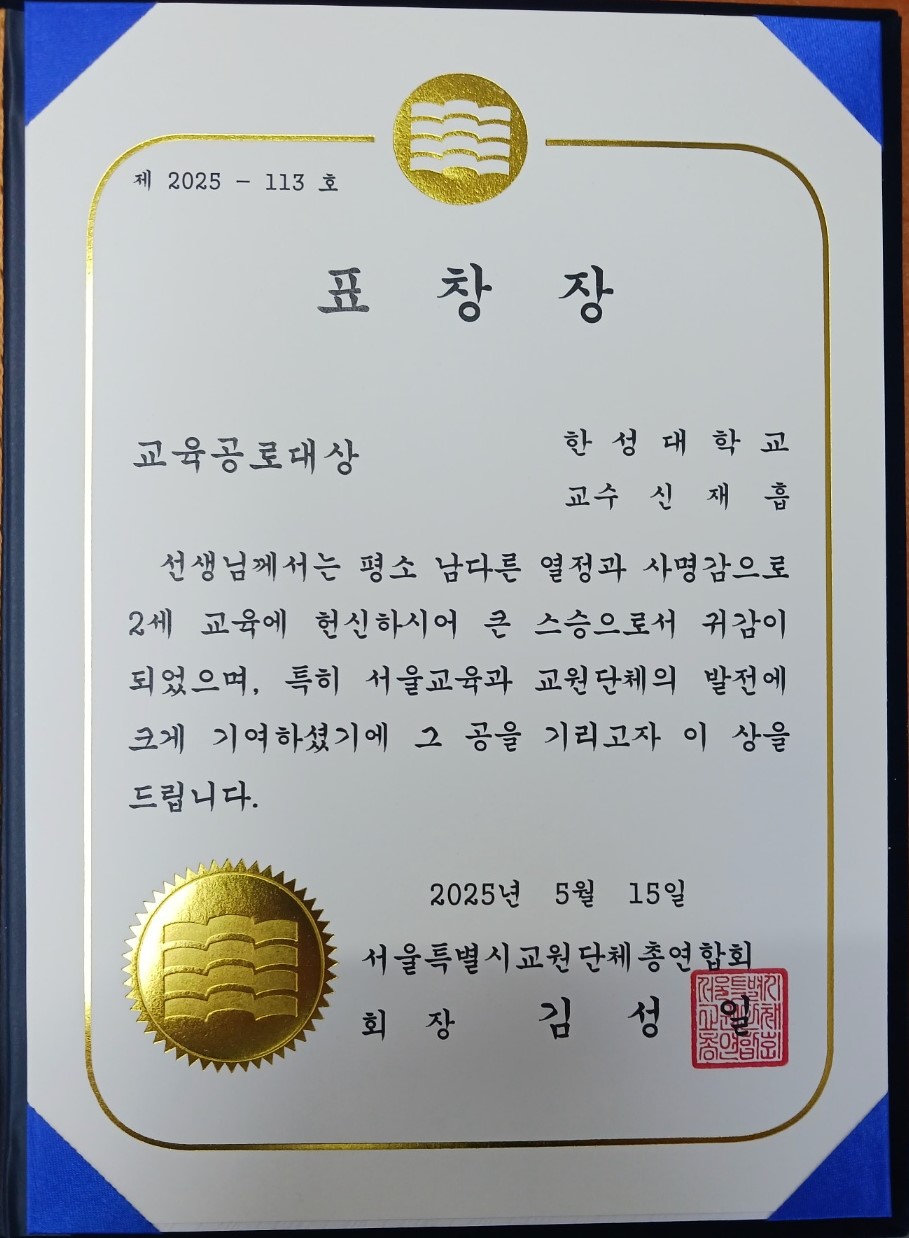 제 2025 - 113 호
표 창 장
교육공로대상
한 성 대 학 교
교수 신 재 흡
선생님께서는 평소 남다른 열정과 사명감으로
2세 교육에 헌신하시어 큰 스승으로서 귀감이
되었으며, 특히 서울교육과 교원단체의 발전에
크게 기여하셨기에 그 공을 기리고자 이 상을
드립니다.
2025년 5월 15일
서울특별시교원단체총연합회
회 장 김 성 일